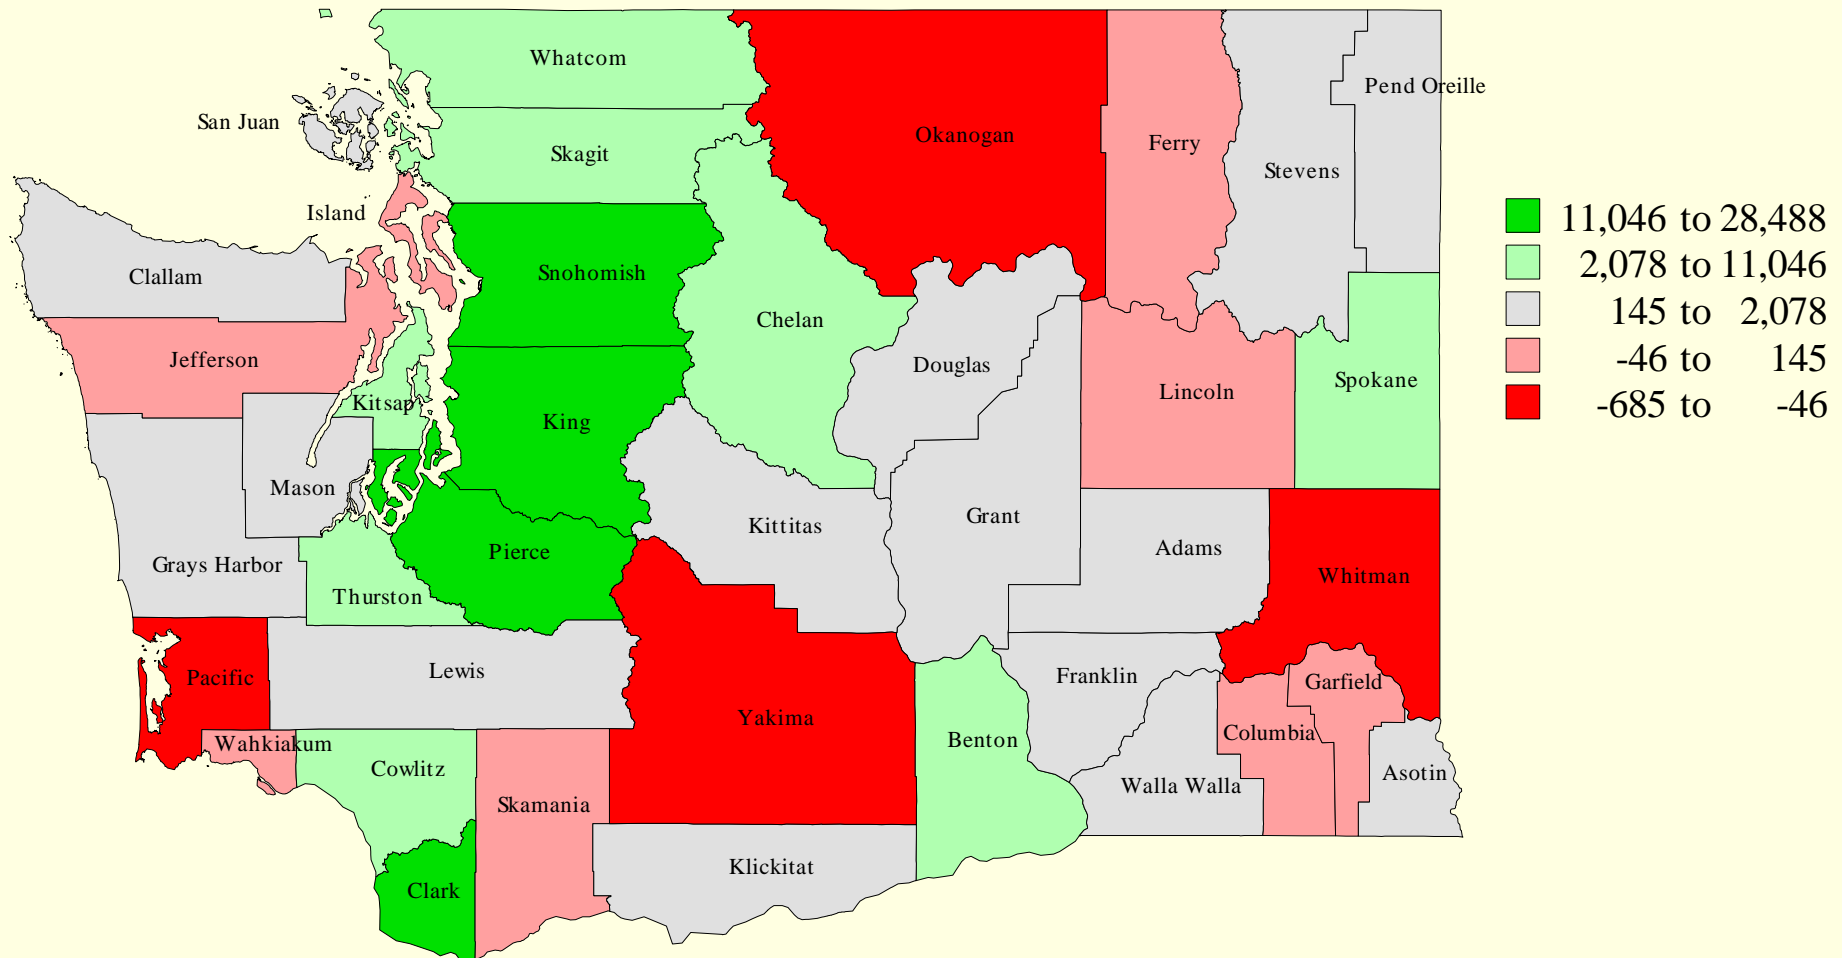 Whatcom
Pend Oreille
San Juan
Okanogan
Ferry
Skagit
Stevens
Island
11,046 to 28,488
2,078 to 11,046
145 to 2,078
-46 to 145
-685 to -46
Clallam
Snohomish
Chelan
Jefferson
Douglas
Spokane
Lincoln
Kitsap
King
Mason
Grant
Kittitas
Adams
Pierce
Grays Harbor
Whitman
Thurston
Lewis
Pacific
Franklin
Garfield
Yakima
Columbia
Benton
Wahkiakum
Cowlitz
Asotin
Walla Walla
Skamania
Klickitat
Clark